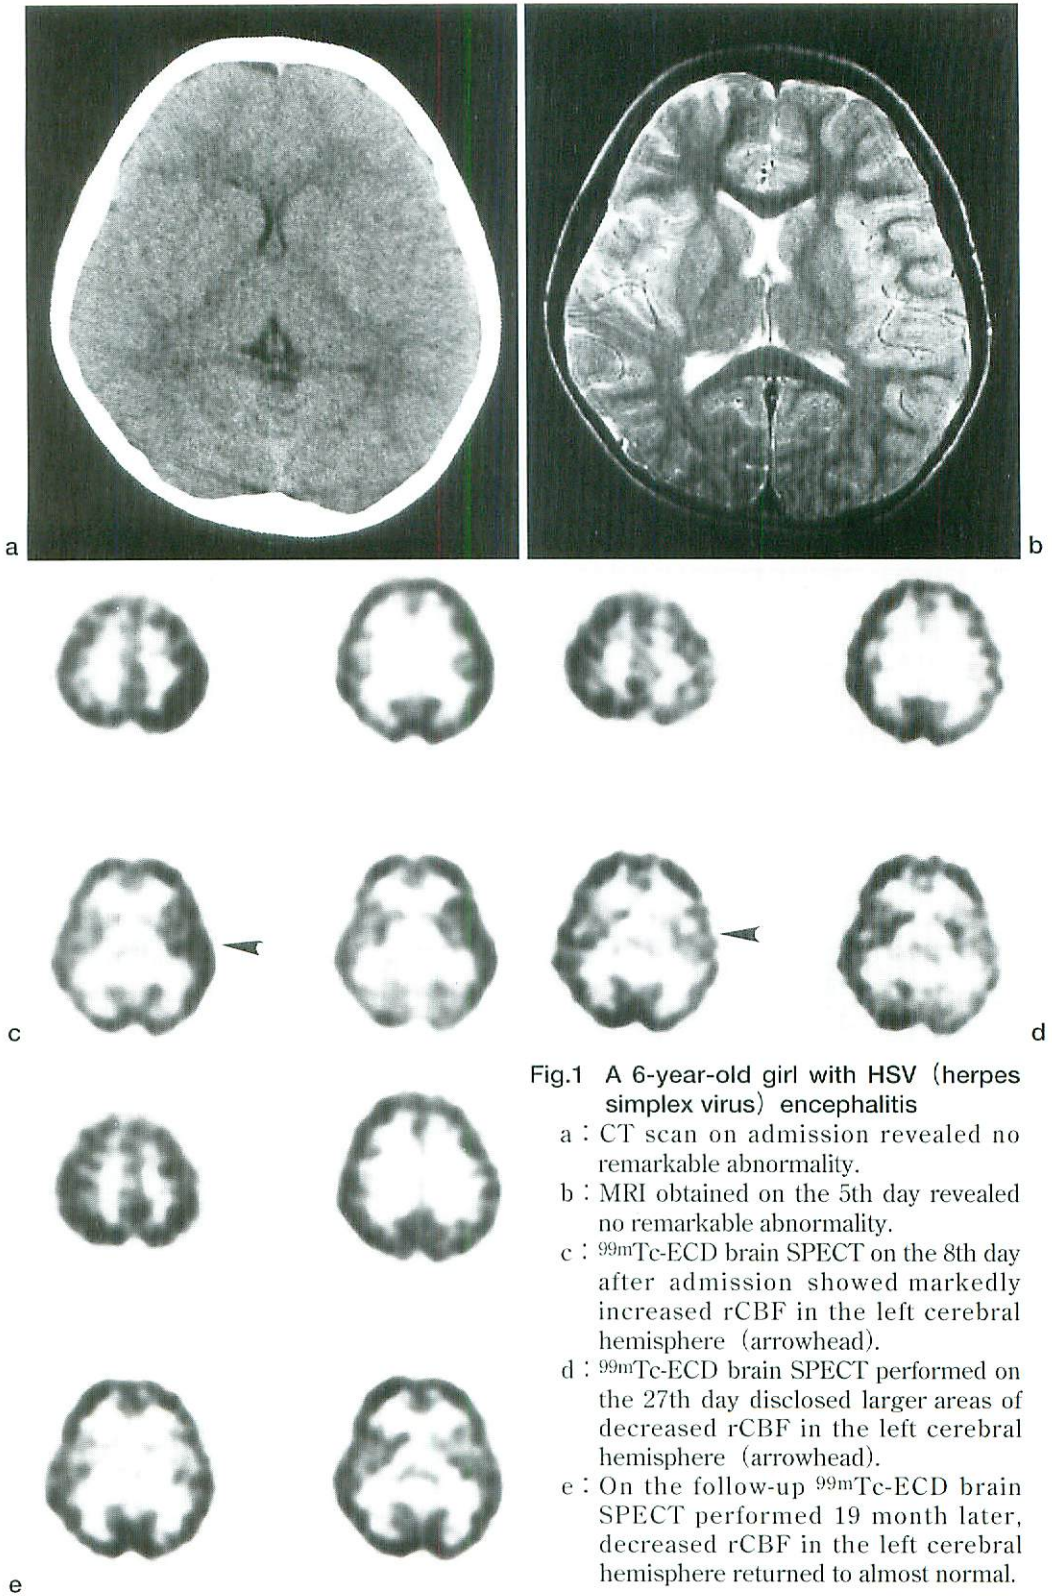 a
b
c
d
Fig.1 A 6-year-old girl with HSV (herpes
simplex virus) encephalitis
a : CT scan on admission revealed no
remarkable abnormality.
b : MRI obtained on the 5th day revealed
no remarkable abnormality.
c : 99mTc-ECD brain SPECT on the 8th day
after admission showed markedly
increased rCBF in the left cerebral
hemisphere (arrowhead).
d : 99mTc-ECD brain SPECT performed on
the 27th day disclosed larger areas of
decreased rCBF in the left cerebral
hemisphere (arrowhead).
e : On the follow-up 99mTc-ECD brain
SPECT performed 19 month later,
decreased rCBF in the left cerebral
hemisphere returned to almost normal.
e